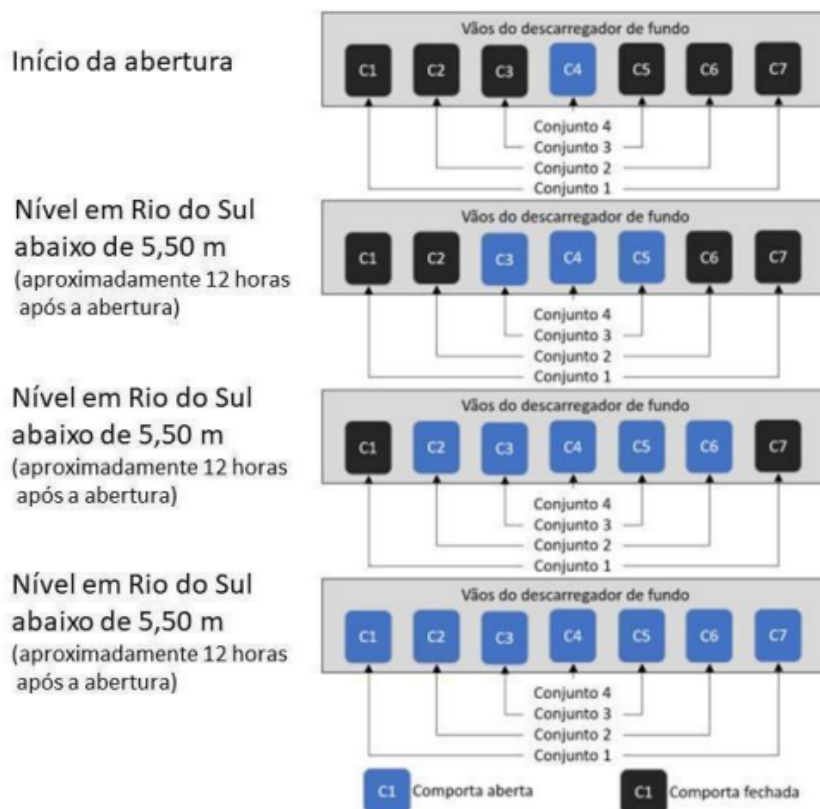 Início da abertura
Vãos do descarregador de fundo
C1 C2 C3 C4 C5 C6 C7
Conjunto 4
Conjunto 3
Conjunto 2
Conjunto 1
Nível em Rio do Sul
abaixo de 5,50 m
(aproximadamente 12 horas
após a abertura)
Vãos do descarregador de fundo
C1 C2 C3 C4 C5 C6 C7
Conjunto 4
Conjunto 3
Conjunto 2
Conjunto 1
Nível em Rio do Sul
abaixo de 5,50 m
(aproximadamente 12 horas
após a abertura)
Vãos do descarregador de fundo
C1 C2 C3 C4 C5 C6 C7
Conjunto 4
Conjunto 3
Conjunto 2
Conjunto 1
Nível em Rio do Sul
abaixo de 5,50 m
(aproximadamente 12 horas
após a abertura)
Vãos do descarregador de fundo
C1 C2 C3 C4 C5 C6 C7
Conjunto 4
Conjunto 3
Conjunto 2
Conjunto 1
C1 Comporta aberta
C1 Comporta fechada